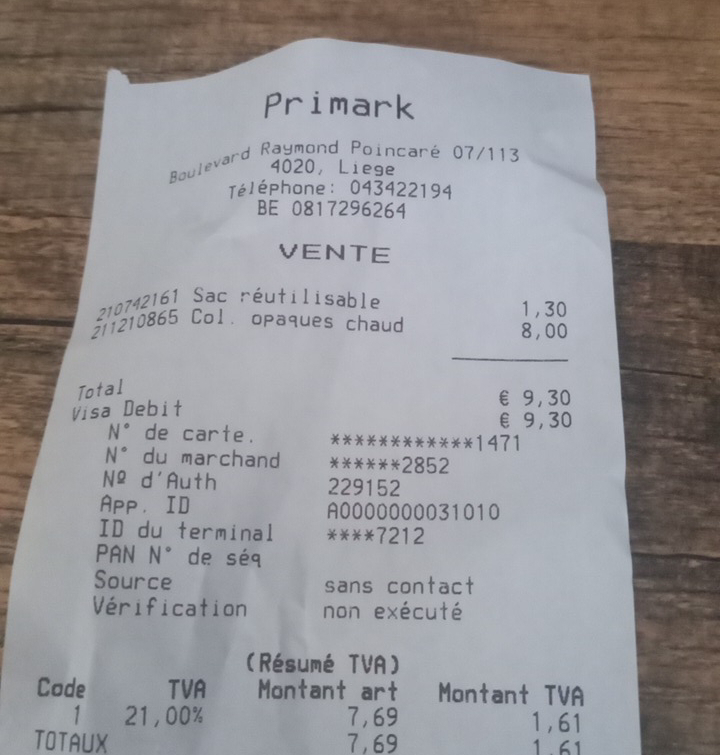 Primark
Boulevard Raymond Poincaré 07/113
4020, Liege
Téléphone: 043422194
BE 0817296264
VENTE
210742161 Sac réutilisable 1,30
211210865 Col. opaques chaud 8,00
Total € 9,30
Visa Debit € 9,30
N° de carte. ************1471
N° du marchand ******2852
Nº d'Auth 229152
App. ID A0000000031010
ID du terminal ****7212
PAN N° de séq
Source sans contact
Vérification non exécuté
(Résumé TVA)
Code TVA Montant art Montant TVA
1 21,00% 7,69 1,61
TOTAUX 7,69 1,61